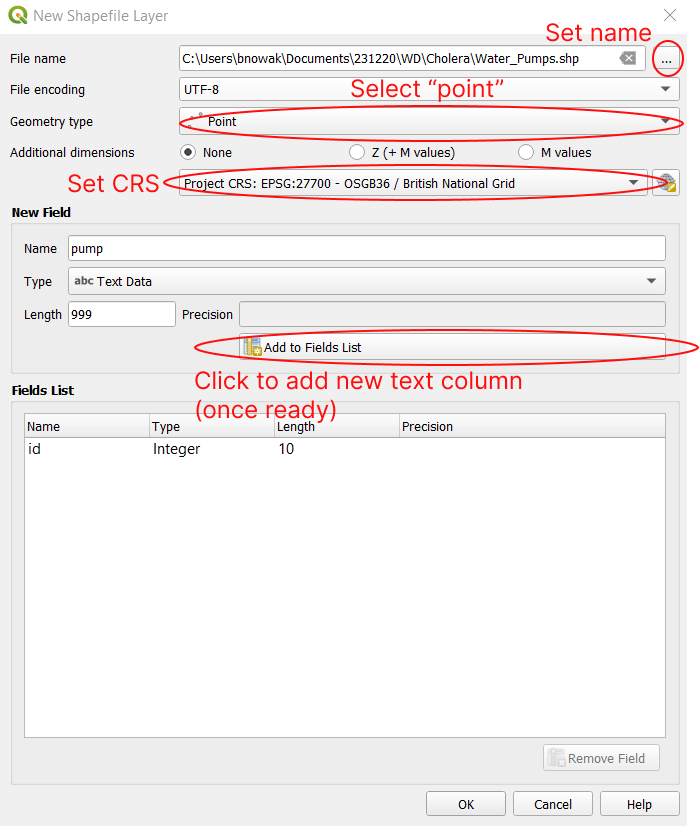 New Shapefile Layer
Set name
File name C:\Users\bnowak\Documents\231220\WD\Cholera\Water_Pumps.shp ...
File encoding UTF-8
Select “point”
Geometry type Point
Additional dimensions None Z (+ M values) M values
Set CRS Project CRS: EPSG:27700 - OSGB36 / British National Grid
New Field
Name pump
Type abc Text Data
Length 999 Precision
Add to Fields List
Click to add new text column
(once ready)
Fields List
Name Type Length Precision
id Integer 10
Remove Field
OK Cancel Help